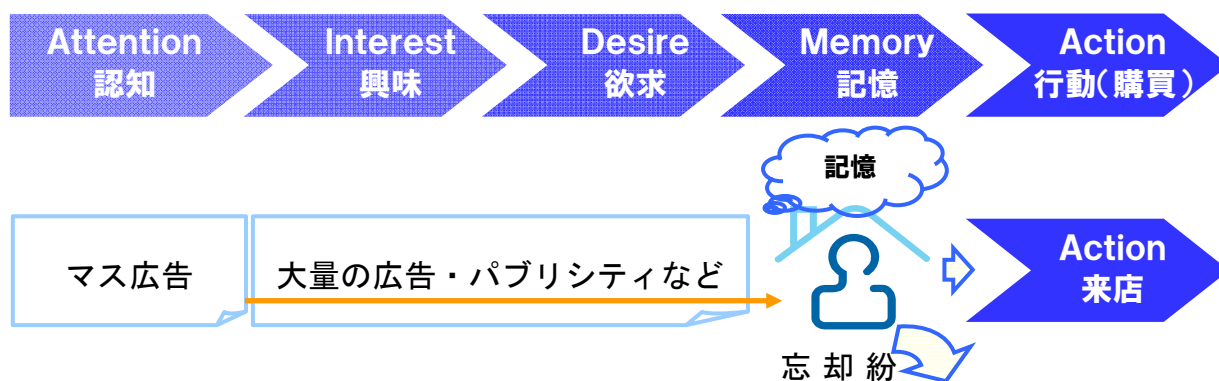 Attention
認知
Interest
興味
Desire
欲求
Memory
記憶
Action
行動(購買)
記憶
マス広告
大量の広告・パブリシティなど
Action
来店
忘却紛